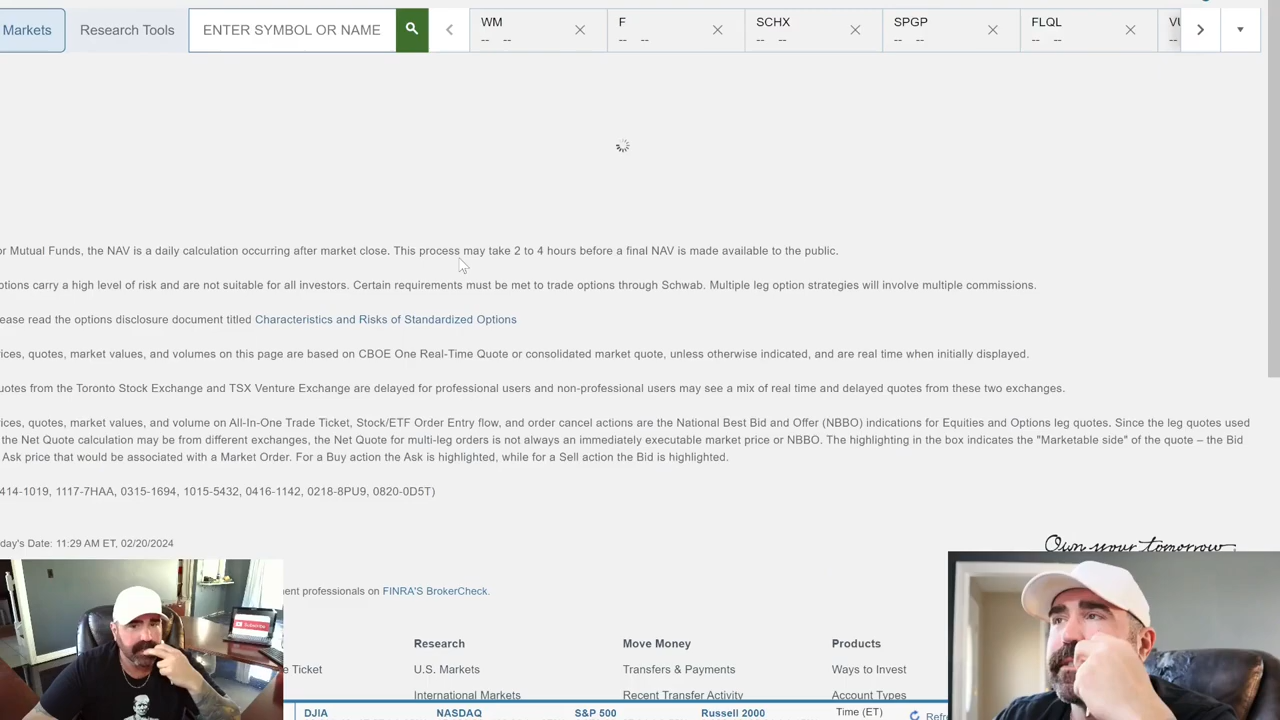 Markets
Research Tools
ENTER SYMBOL OR NAME
WM
-- --
F
-- --
SCHX
-- --
SPGP
-- --
FLQL
-- --
--
or Mutual Funds, the NAV is a daily calculation occurring after market close. This process may take 2 to 4 hours before a final NAV is made available to the public.
ptions carry a high level of risk and are not suitable for all investors. Certain requirements must be met to trade options through Schwab. Multiple leg option strategies will involve multiple commissions.
ease read the options disclosure document titled Characteristics and Risks of Standardized Options
ices, quotes, market values, and volumes on this page are based on CBOE One Real-Time Quote or consolidated market quote, unless otherwise indicated, and are real time when initially displayed.
uotes from the Toronto Stock Exchange and TSX Venture Exchange are delayed for professional users and non-professional users may see a mix of real time and delayed quotes from these two exchanges.
ices, quotes, market values, and volume on All-In-One Trade Ticket, Stock/ETF Order Entry flow, and order cancel actions are the National Best Bid and Offer (NBBO) indications for Equities and Options leg quotes. Since the leg quotes used
the Net Quote calculation may be from different exchanges, the Net Quote for multi-leg orders is not always an immediately executable market price or NBBO. The highlighting in the box indicates the "Marketable side" of the quote – the Bid
Ask price that would be associated with a Market Order. For a Buy action the Ask is highlighted, while for a Sell action the Bid is highlighted.
414-1019, 1117-7HAA, 0315-1694, 1015-5432, 0416-1142, 0218-8PU9, 0820-0D5T)
day's Date: 11:29 AM ET, 02/20/2024
Own your tomorrow
ent professionals on FINRA'S BrokerCheck.
Research
Move Money
Products
e Ticket
U.S. Markets
Transfers & Payments
Ways to Invest
International Markets
Recent Transfer Activity
Account Types
DJIA
NASDAQ
S&P 500
Russell 2000
Time (ET)
Refr
Subscribe